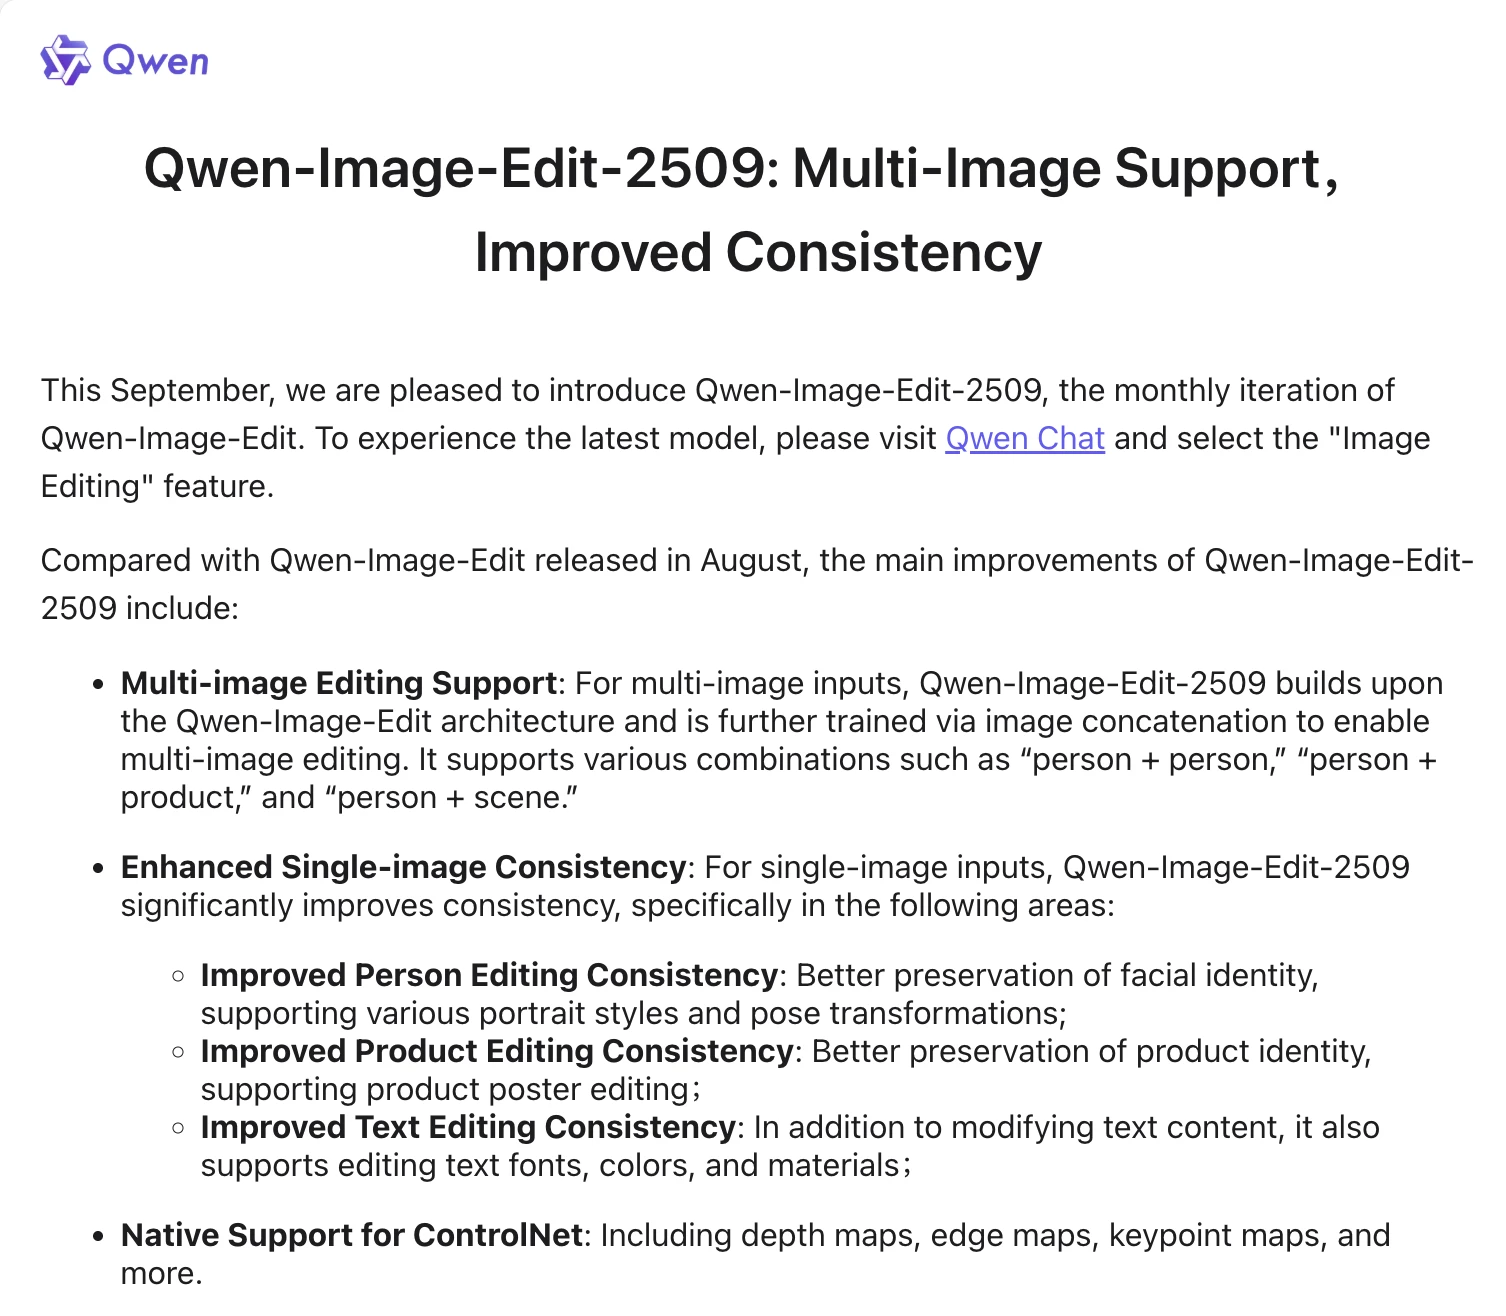 Qwen
Qwen-Image-Edit-2509: Multi-Image Support，
Improved Consistency
This September, we are pleased to introduce Qwen-Image-Edit-2509, the monthly iteration of
Qwen-Image-Edit. To experience the latest model, please visit Qwen Chat and select the "Image
Editing" feature.
Compared with Qwen-Image-Edit released in August, the main improvements of Qwen-Image-Edit-
2509 include:
• Multi-image Editing Support: For multi-image inputs, Qwen-Image-Edit-2509 builds upon
the Qwen-Image-Edit architecture and is further trained via image concatenation to enable
multi-image editing. It supports various combinations such as “person + person,” “person +
product,” and “person + scene.”
• Enhanced Single-image Consistency: For single-image inputs, Qwen-Image-Edit-2509
significantly improves consistency, specifically in the following areas:
◦ Improved Person Editing Consistency: Better preservation of facial identity,
supporting various portrait styles and pose transformations;
◦ Improved Product Editing Consistency: Better preservation of product identity,
supporting product poster editing；
◦ Improved Text Editing Consistency: In addition to modifying text content, it also
supports editing text fonts, colors, and materials；
• Native Support for ControlNet: Including depth maps, edge maps, keypoint maps, and
more.